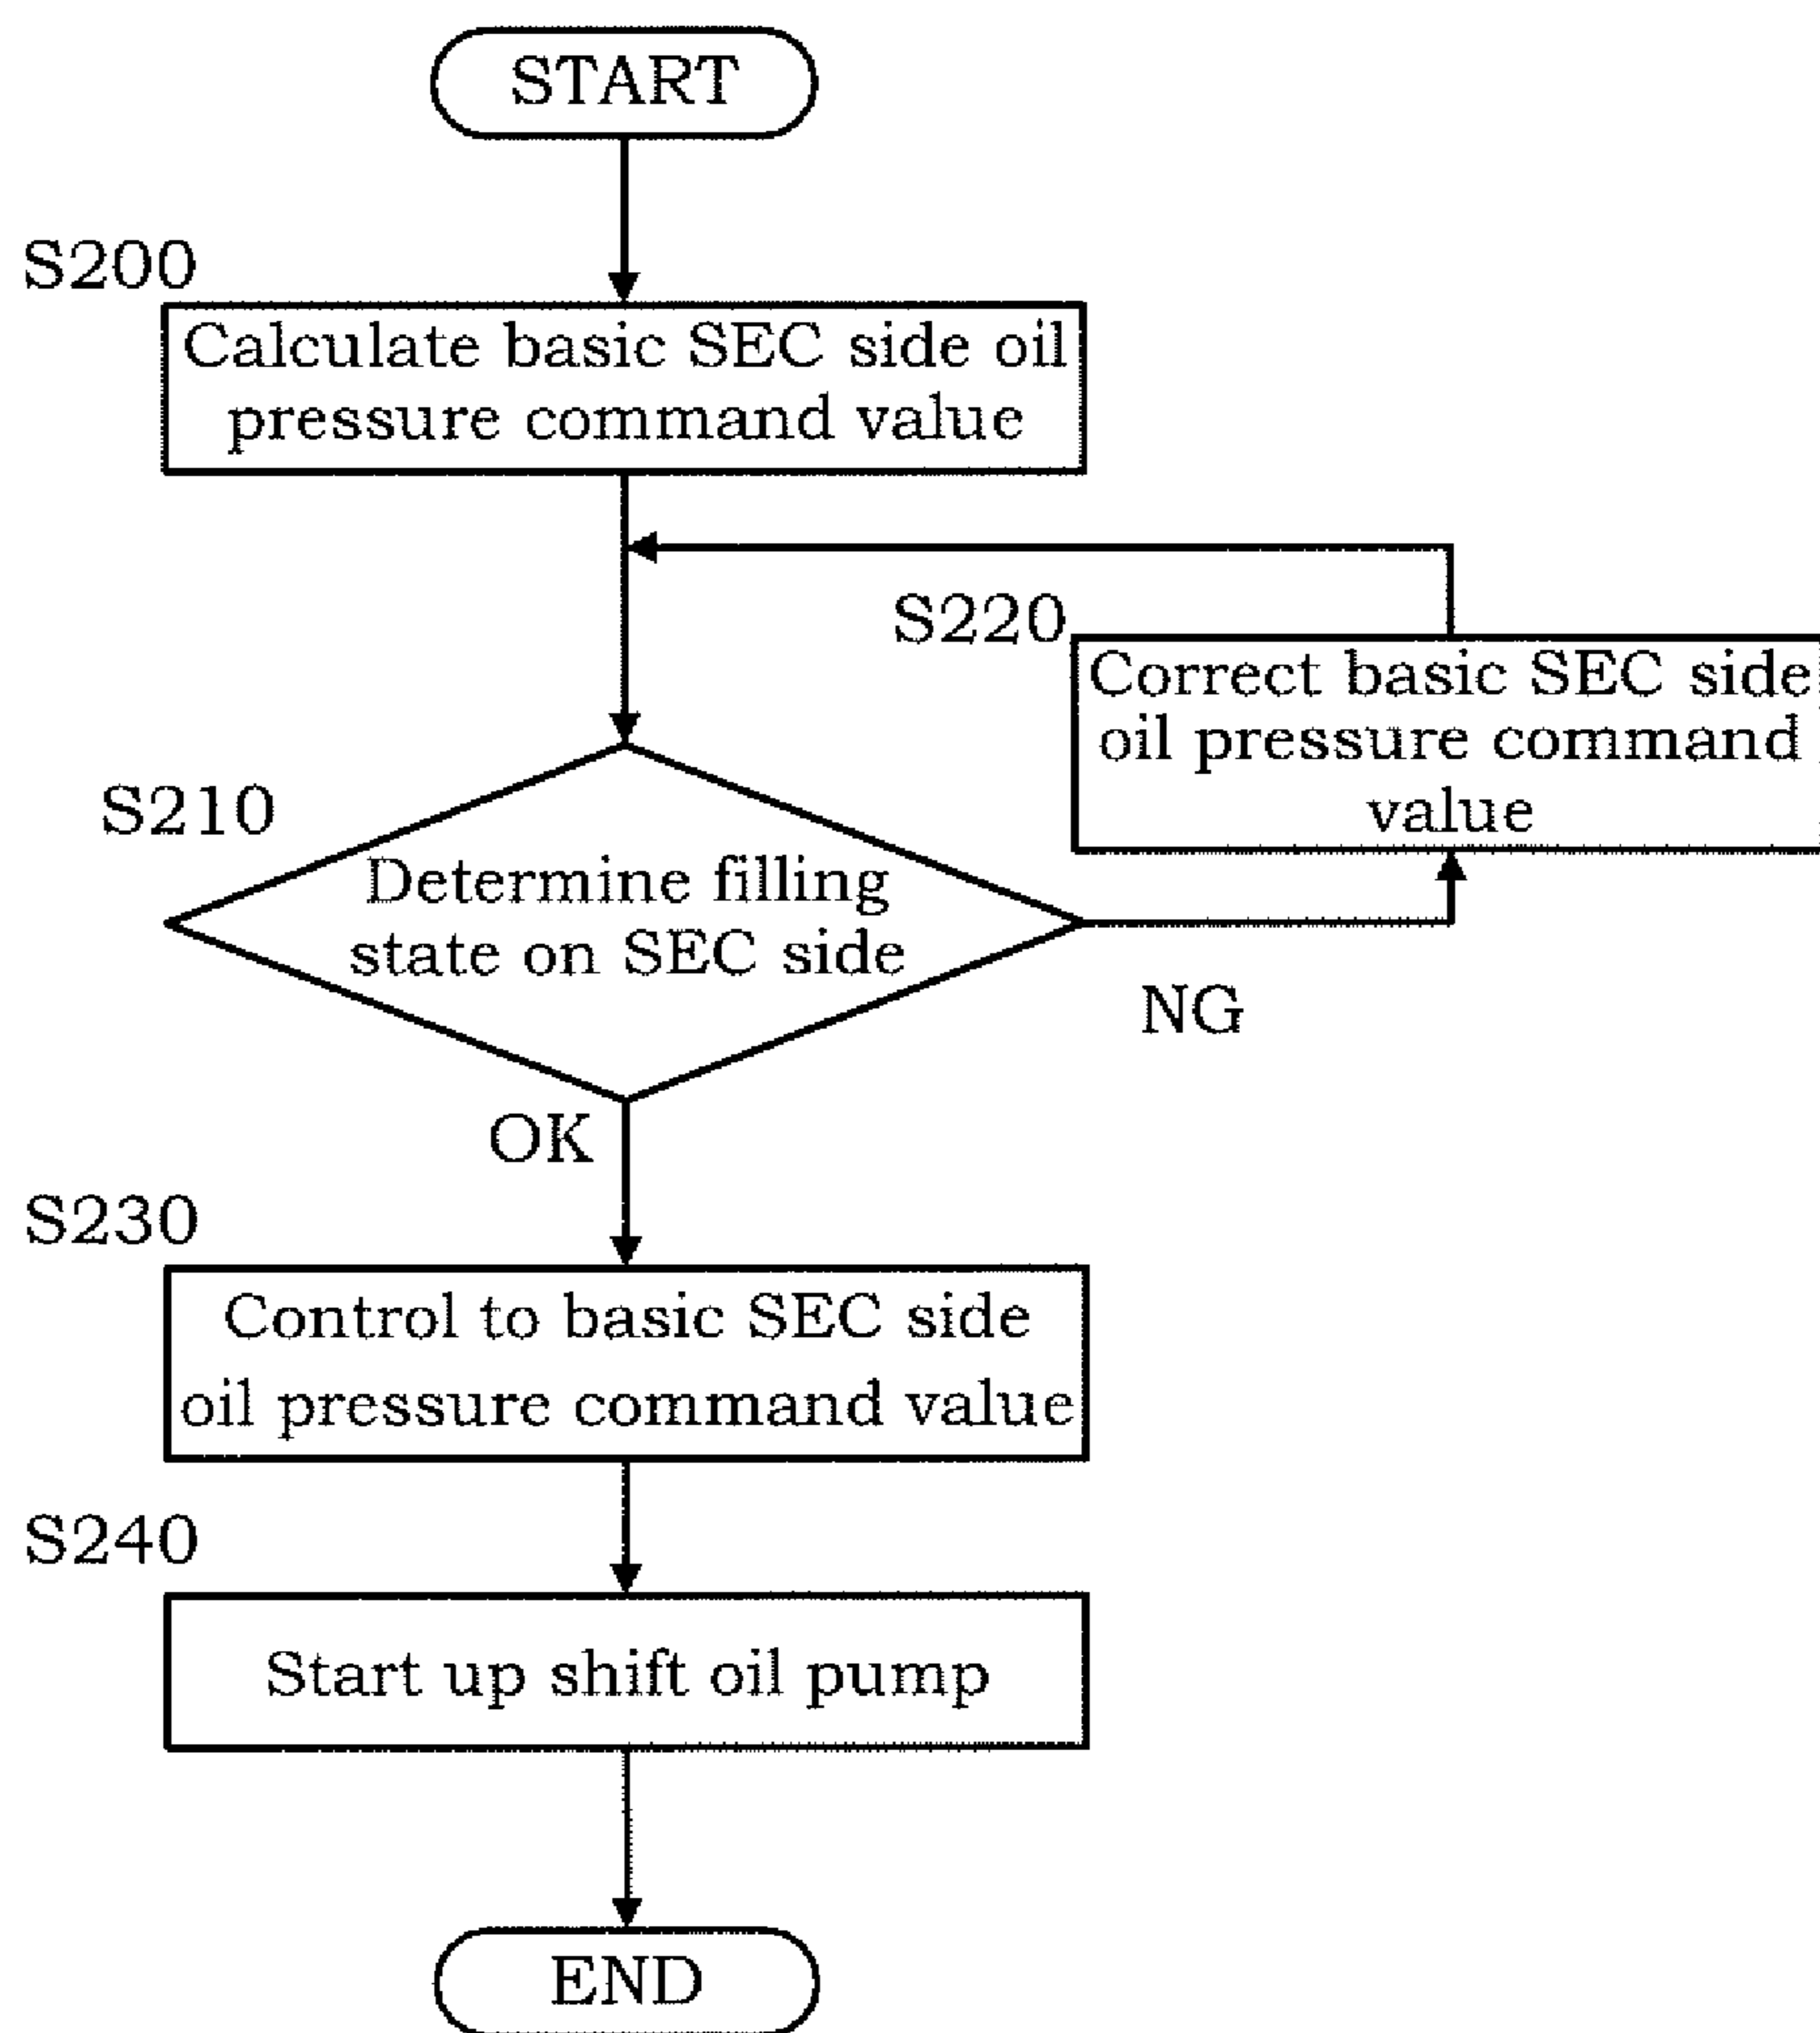 START
S200
Calculate basic SEC side oil
pressure command value
S220
Correct basic SEC side
oil pressure command
value
S210
Determine filling
state on SEC side
NG
OK
S230
Control to basic SEC side
oil pressure command value
S240
Start up shift oil pump
END